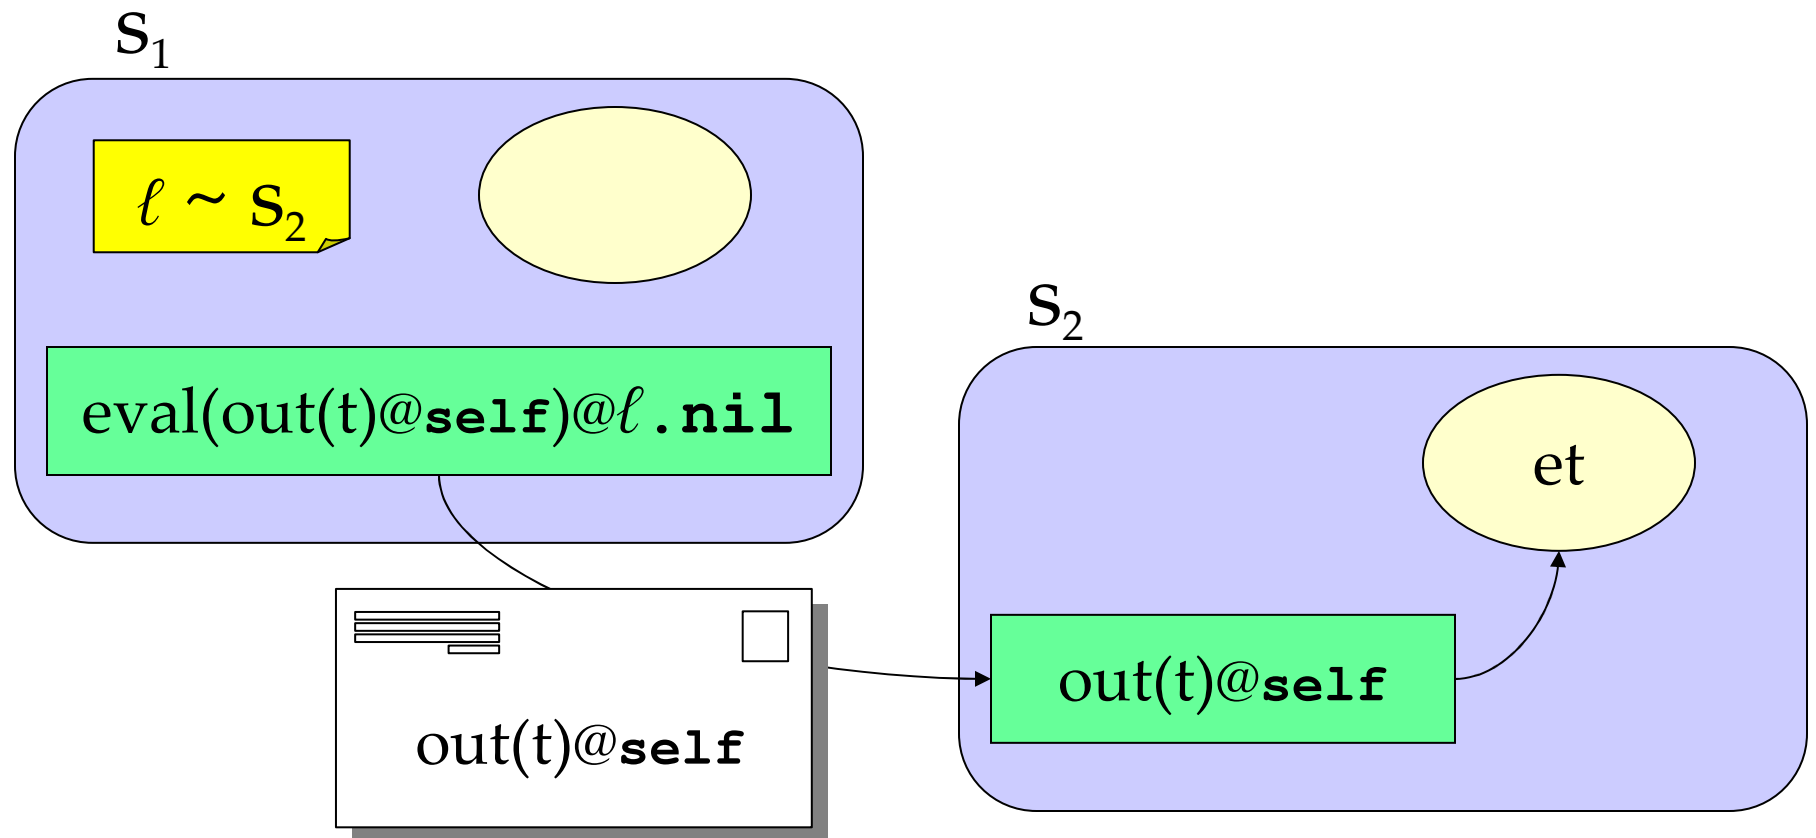 S₁
ℓ ~ S₂
eval(out(t)@self)@ℓ.nil
S₂
et
out(t)@self
out(t)@self